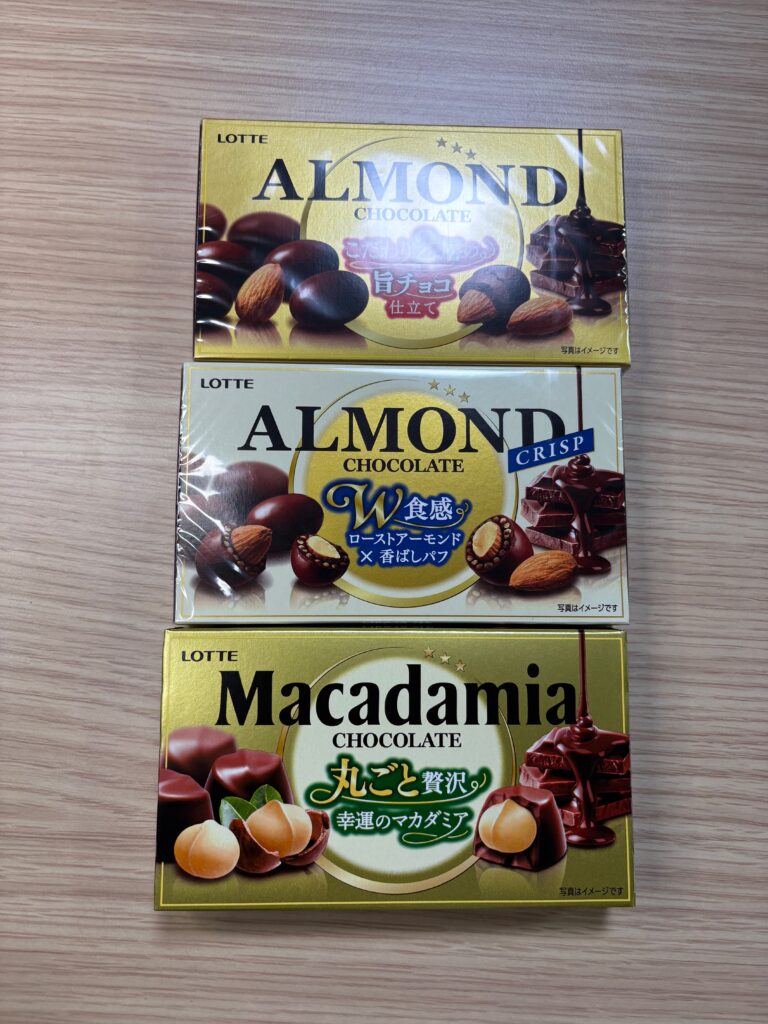 LOTTE
ALMOND
CHOCOLATE
旨チョコ
仕立て
写真はイメージです
LOTTE
ALMOND
CRISP
CHOCOLATE
W食感
ローストアーモンド
×香ばしパフ
写真はイメージです
LOTTE
Macadamia
CHOCOLATE
丸ごと贅沢
幸運のマカダミア
写真はイメージです